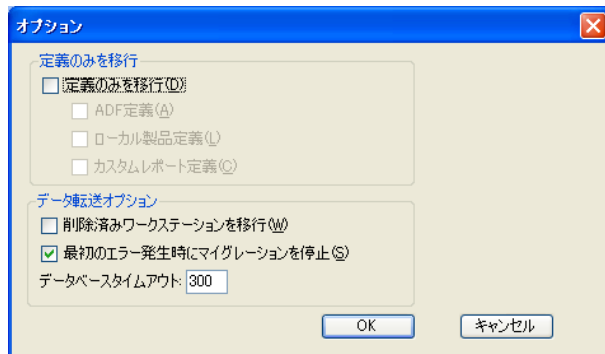 オプション
定義のみを移行
定義のみを移行(D)
ADF定義(A)
ローカル製品定義(L)
カスタムレポート定義(C)
データ転送オプション
削除済みワークステーションを移行(W)
最初のエラー発生時にマイグレーションを停止(S)
データベースタイムアウト: 300
OK キャンセル